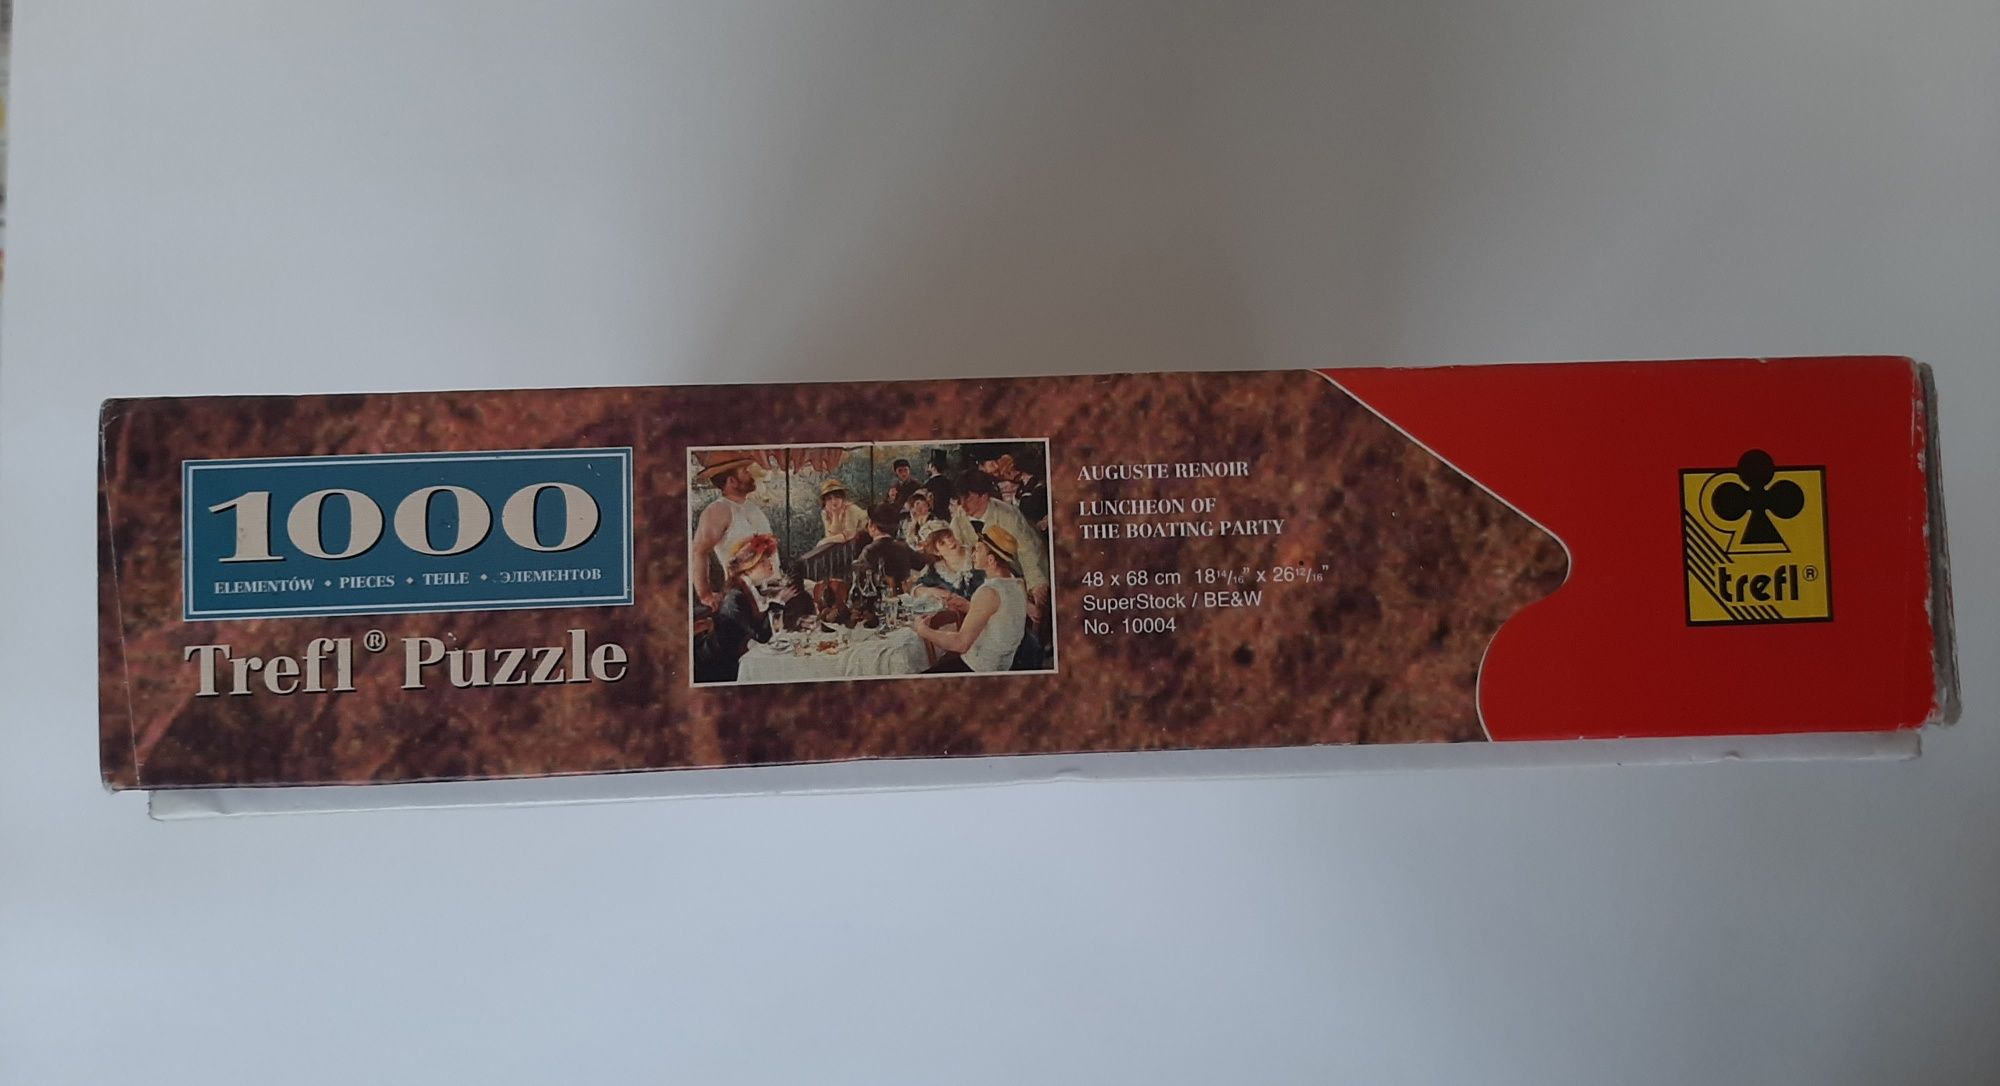 1000
ELEMENTÓW • PIECES • TEILE • ЭЛЕМЕНТОВ
Trefl® Puzzle
AUGUSTE RENOIR
LUNCHEON OF
THE BOATING PARTY
48 x 68 cm 18¹⁴/₁₆” x 26¹²/₁₆”
SuperStock / BE&W
No. 10004
trefl®